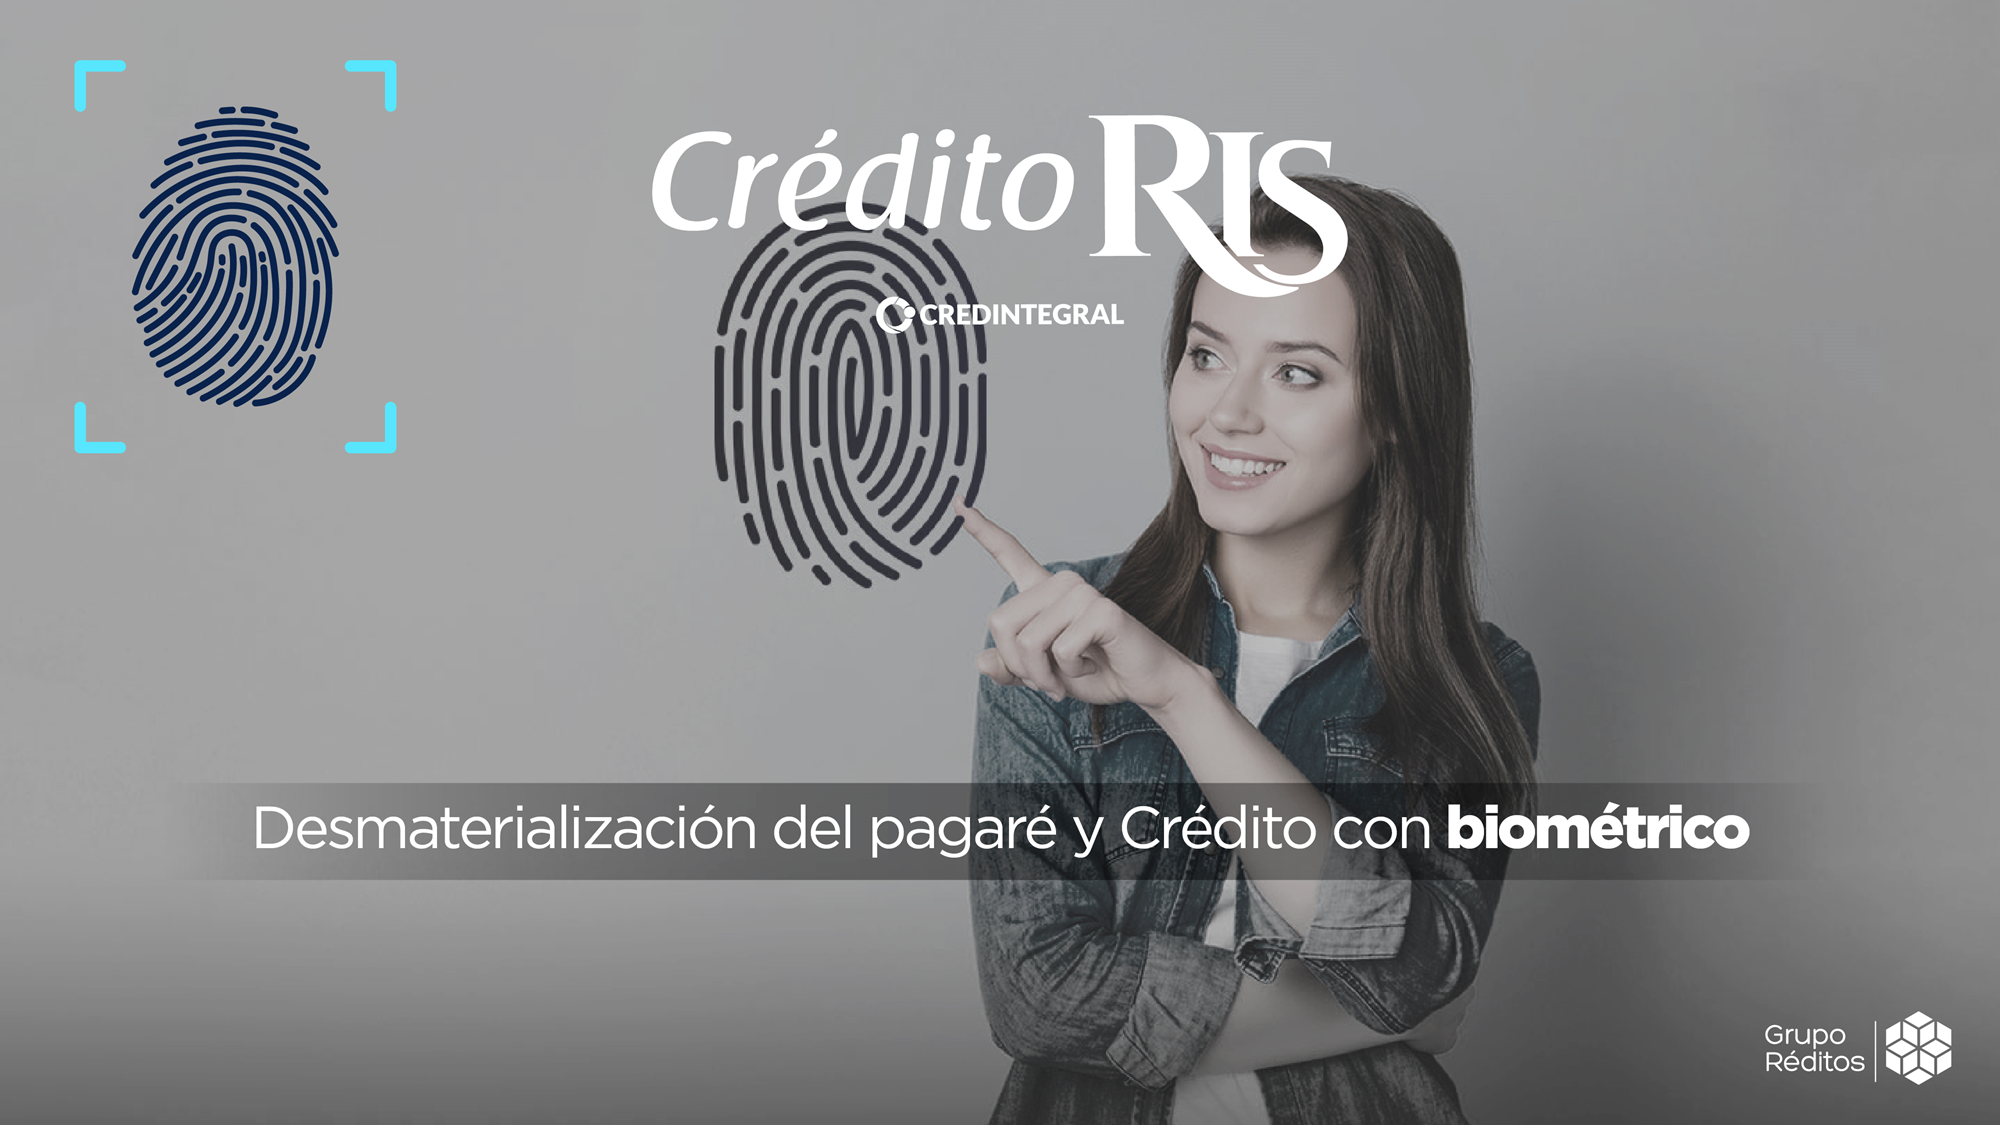 Crédito RIS
CREDINTEGRAL
Desmaterialización del pagaré y Crédito con biométrico
Grupo
Réditos